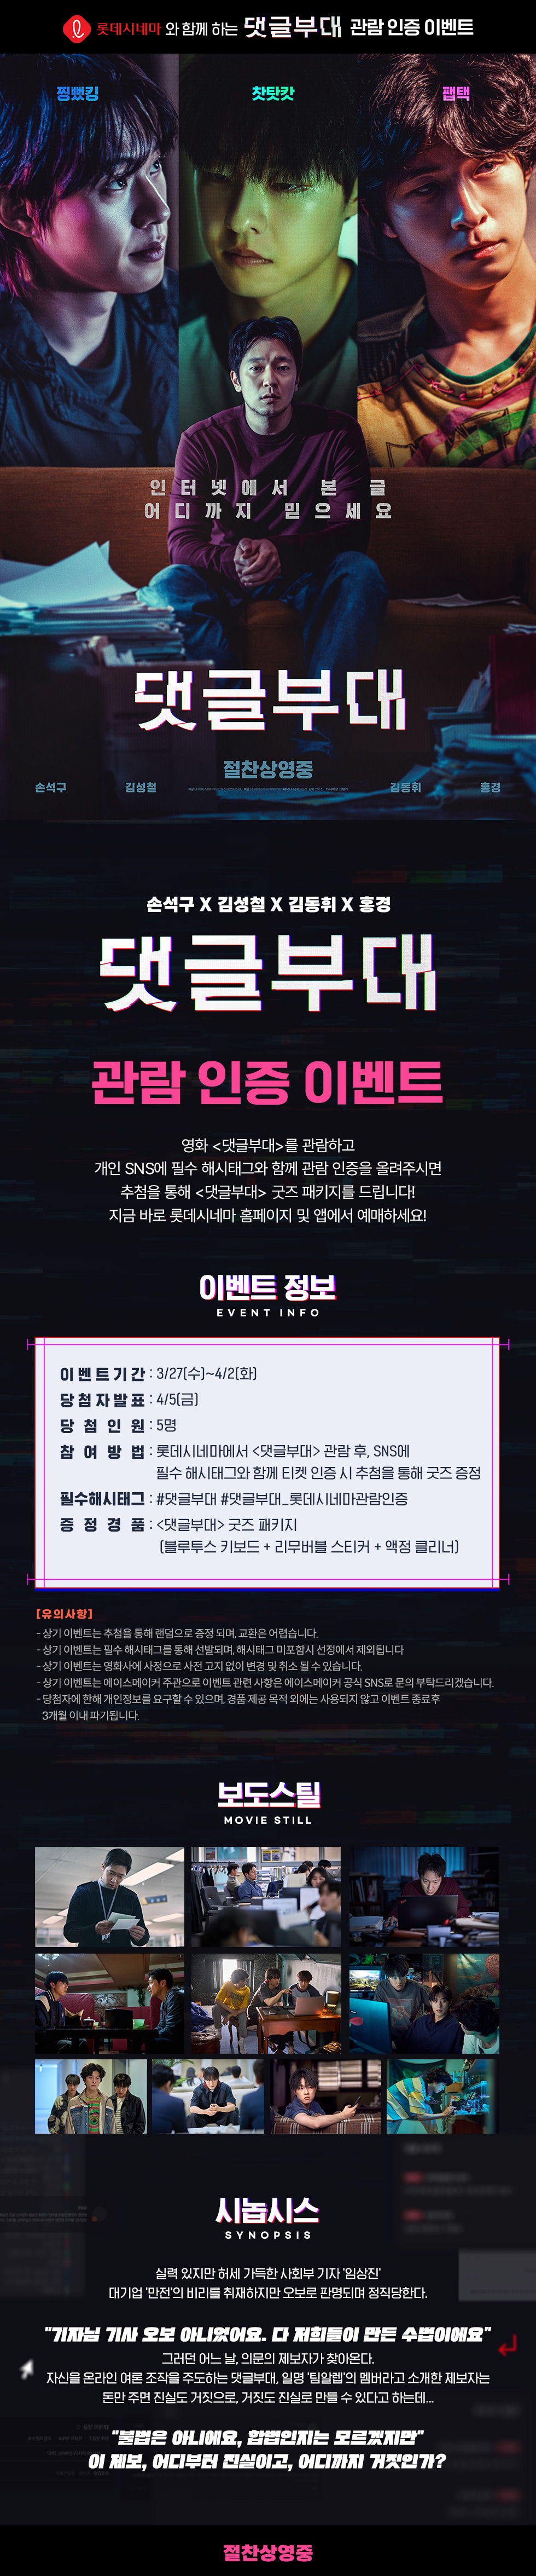 롯데시네마 와 함께 하는 댓글부대 관람 인증 이벤트
찡뻤킹 찻탓캇 팹택
인터넷에서 본 글
어디까지 믿으세요
댓글부대
절찬상영중
손석구 김성철 김동휘 홍경
손석구 X 김성철 X 김동휘 X 홍경
댓글부대
관람 인증 이벤트
영화 <댓글부대>를 관람하고
개인 SNS에 필수 해시태그와 함께 관람 인증을 올려주시면
추첨을 통해 <댓글부대> 굿즈 패키지를 드립니다!
지금 바로 롯데시네마 홈페이지 및 앱에서 예매하세요!
이벤트 정보
EVENT INFO
이벤트기간 : 3/27(수)~4/2(화)
당첨자발표 : 4/5(금)
당첨인원 : 5명
참여방법 : 롯데시네마에서 <댓글부대> 관람 후, SNS에
필수 해시태그와 함께 티켓 인증 시 추첨을 통해 굿즈 증정
필수해시태그 : #댓글부대 #댓글부대_롯데시네마관람인증
증정경품 : <댓글부대> 굿즈 패키지
(블루투스 키보드 + 리무버블 스티커 + 액정 클리너)
[유의사항]
- 상기 이벤트는 추첨을 통해 랜덤으로 증정 되며, 교환은 어렵습니다.
- 상기 이벤트는 필수 해시태그를 통해 선발되며, 해시태그 미포함시 선정에서 제외됩니다
- 상기 이벤트는 영화사에 사정으로 사전 고지 없이 변경 및 취소 될 수 있습니다.
- 상기 이벤트는 에이스메이커 주관으로 이벤트 관련 사항은 에이스메이커 공식 SNS로 문의 부탁드리겠습니다.
- 당첨자에 한해 개인정보를 요구할 수 있으며, 경품 제공 목적 외에는 사용되지 않고 이벤트 종료후
3개월 이내 파기됩니다.
보도스틸
MOVIE STILL
시놉시스
SYNOPSIS
실력 있지만 허세 가득한 사회부 기자 '임상진'
대기업 '만전'의 비리를 취재하지만 오보로 판명되며 정직당한다.
"기자님 기사 오보 아니었어요. 다 저희들이 만든 수법이에요"
그러던 어느 날, 의문의 제보자가 찾아온다.
자신을 온라인 여론 조작을 주도하는 댓글부대, 일명 '팀알렙'의 멤버라고 소개한 제보자는
돈만 주면 진실도 거짓으로, 거짓도 진실로 만들 수 있다고 하는데...
"불법은 아니에요, 합법인지는 모르겠지만"
이 제보, 어디부터 진실이고, 어디까지 거짓인가?
절찬상영중